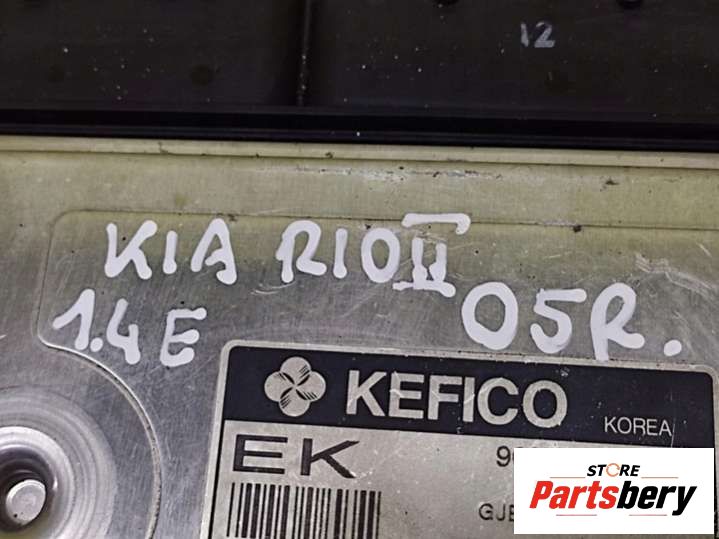 12
KIA RIO II
1.4 E 05R.
KEFICO
KOREA
EK
STORE
Partsbery